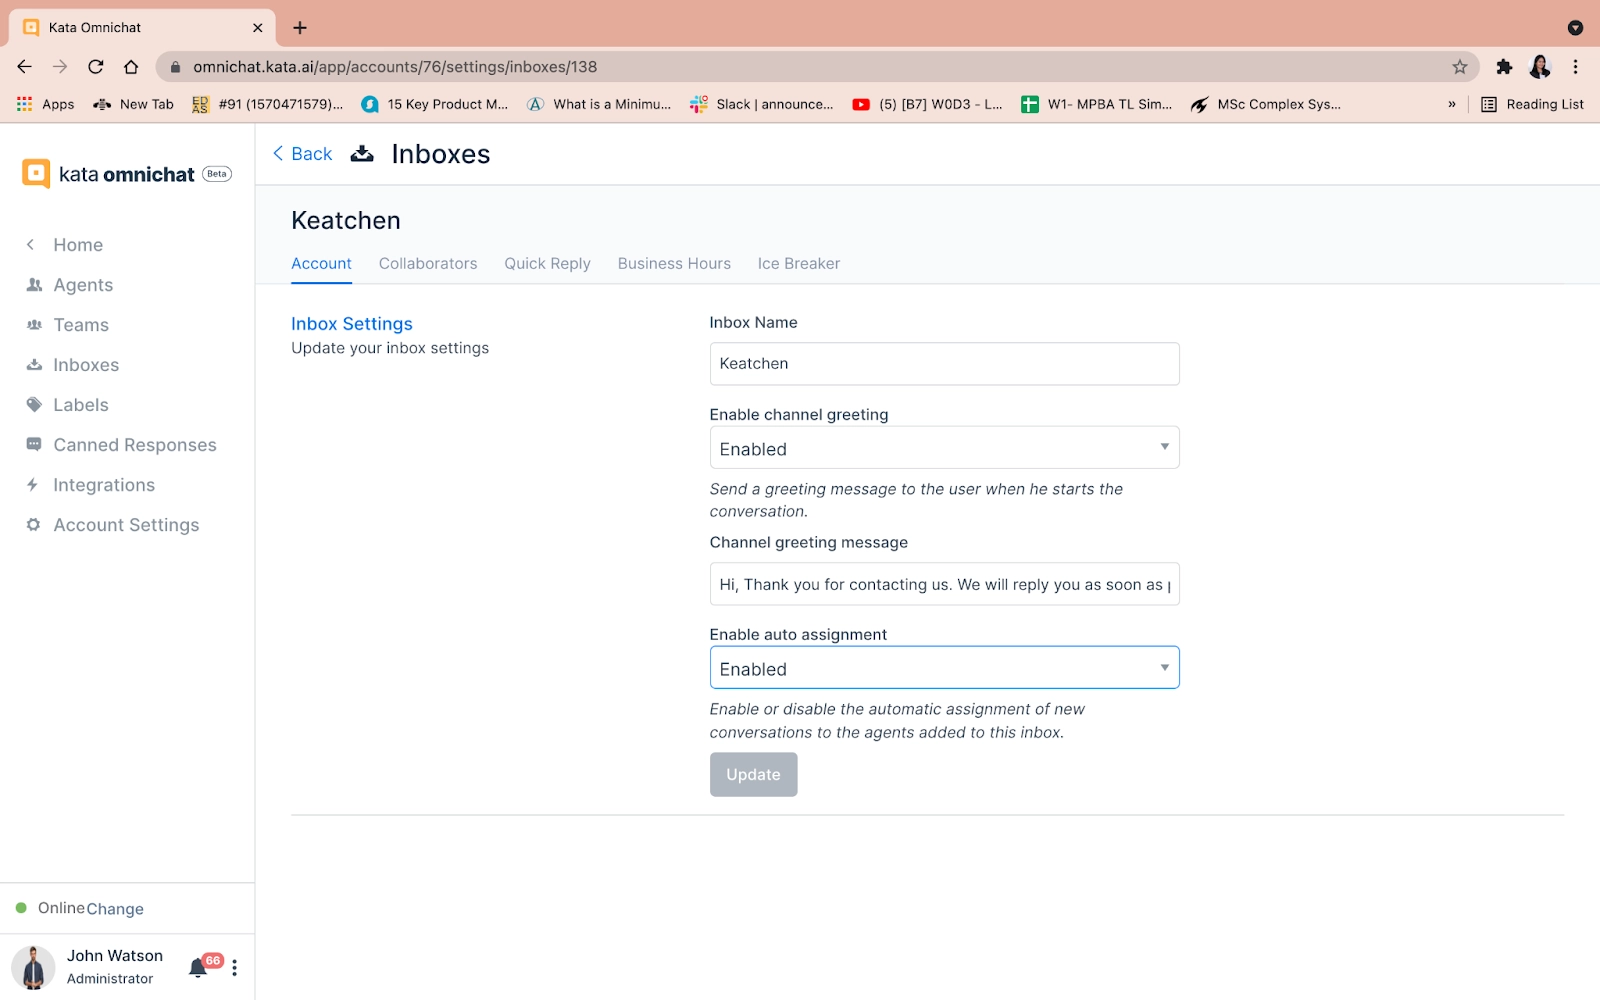 Kata Omnichat
omnichat.kata.ai/app/accounts/76/settings/inboxes/138
Apps
New Tab
#91 (1570471579)...
15 Key Product M...
What is a Minimu...
Slack | announce...
(5) [B7] W0D3 - L...
W1- MPBA TL Sim...
MSc Complex Sys...
»
Reading List
kata omnichat Beta
Home
Agents
Teams
Inboxes
Labels
Canned Responses
Integrations
Account Settings
Online Change
John Watson
Administrator
66
Back Inboxes
Keatchen
Account Collaborators Quick Reply Business Hours Ice Breaker
Inbox Settings
Update your inbox settings
Inbox Name
Keatchen
Enable channel greeting
Enabled
Send a greeting message to the user when he starts the
conversation.
Channel greeting message
Hi, Thank you for contacting us. We will reply you as soon as
Enable auto assignment
Enabled
Enable or disable the automatic assignment of new
conversations to the agents added to this inbox.
Update